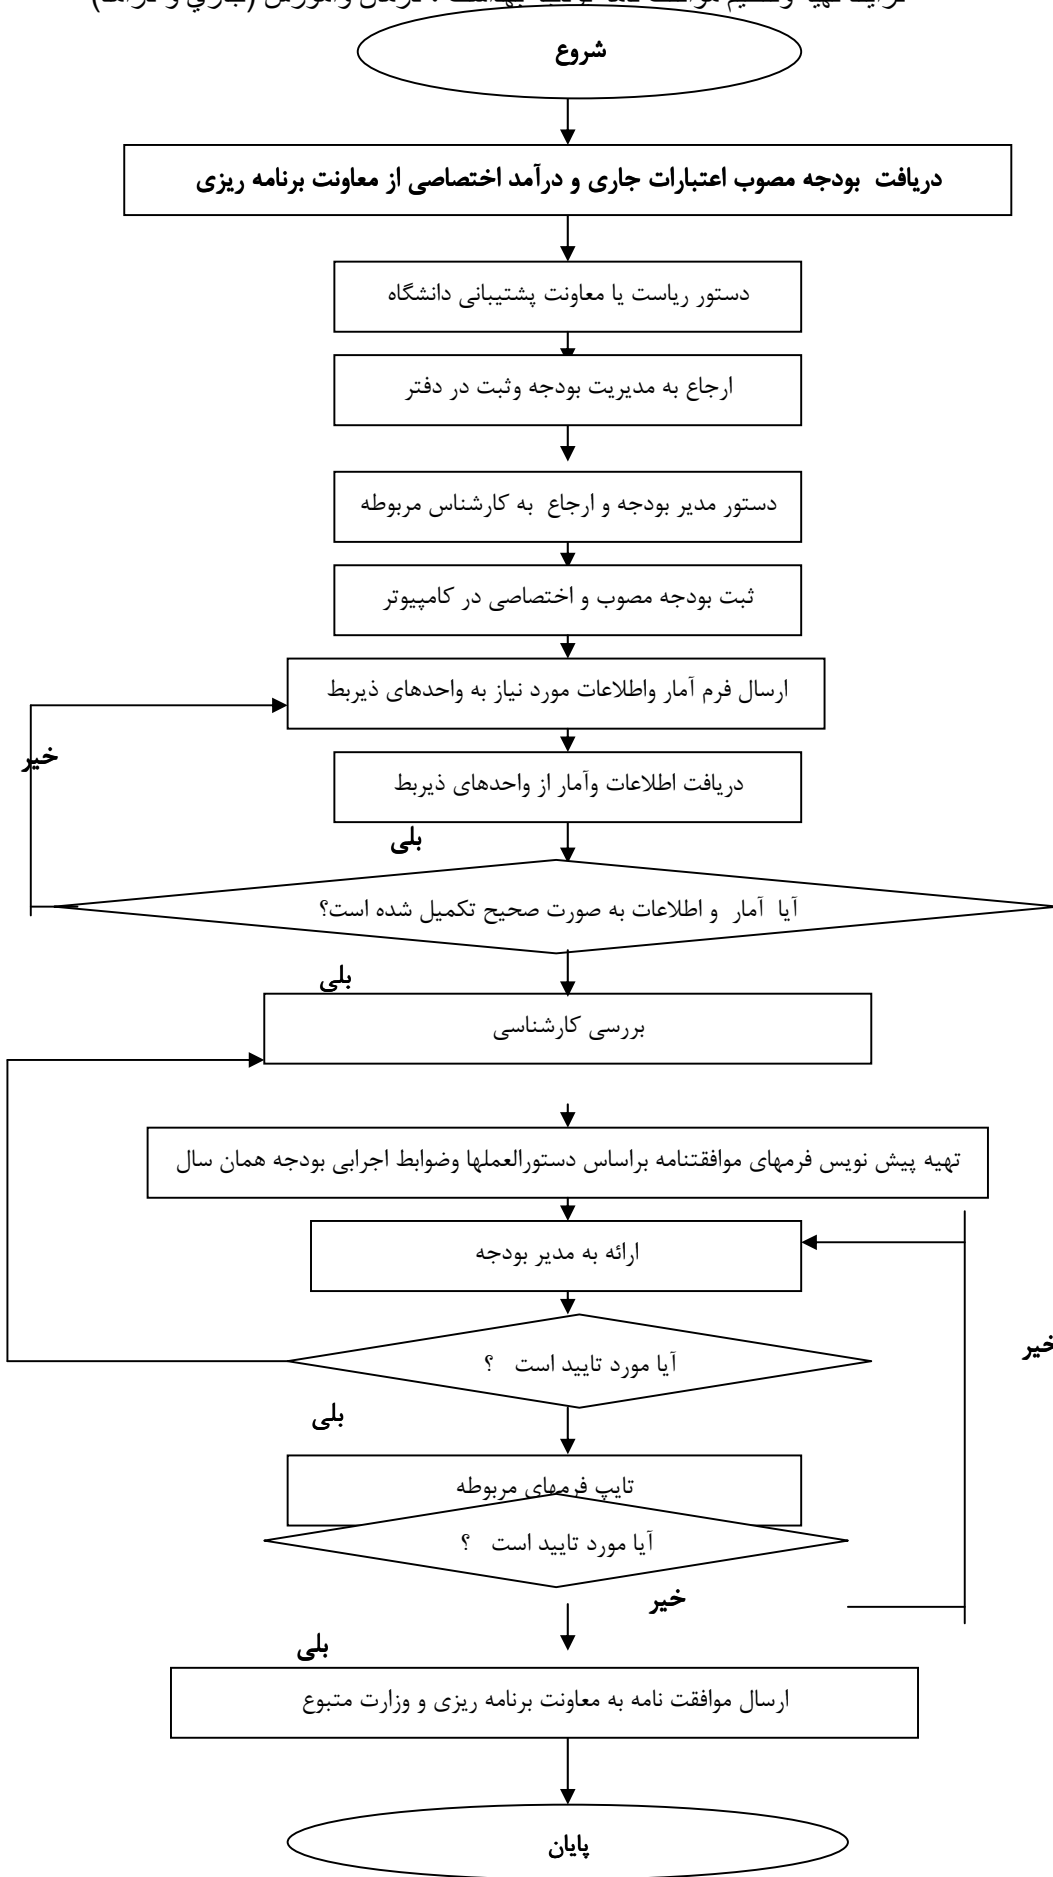 شروع
دریافت بودجه مصوب اعتبارات جاری و درآمد اختصاصی از معاونت برنامه ریزی
دستور ریاست یا معاونت پشتیبانی دانشگاه
ارجاع به مدیریت بودجه وثبت در دفتر
دستور مدیر بودجه و ارجاع به کارشناس مربوطه
ثبت بودجه مصوب و اختصاصی در کامپیوتر
ارسال فرم آمار واطلاعات مورد نیاز به واحدهای ذیربط
خیر
دریافت اطلاعات وآمار از واحدهای ذیربط
بلی
آیا آمار و اطلاعات به صورت صحیح تکمیل شده است؟
بلی
بررسی کارشناسی
تهیه پیش نویس فرمهای موافقتنامه براساس دستورالعملها وضوابط اجرایی بودجه همان سال
ارائه به مدیر بودجه
خیر
آیا مورد تایید است ؟
بلی
تایپ فرمهای مربوطه
آیا مورد تایید است ؟
خیر
بلی
ارسال موافقت نامه به معاونت برنامه ریزی و وزارت متبوع
پایان